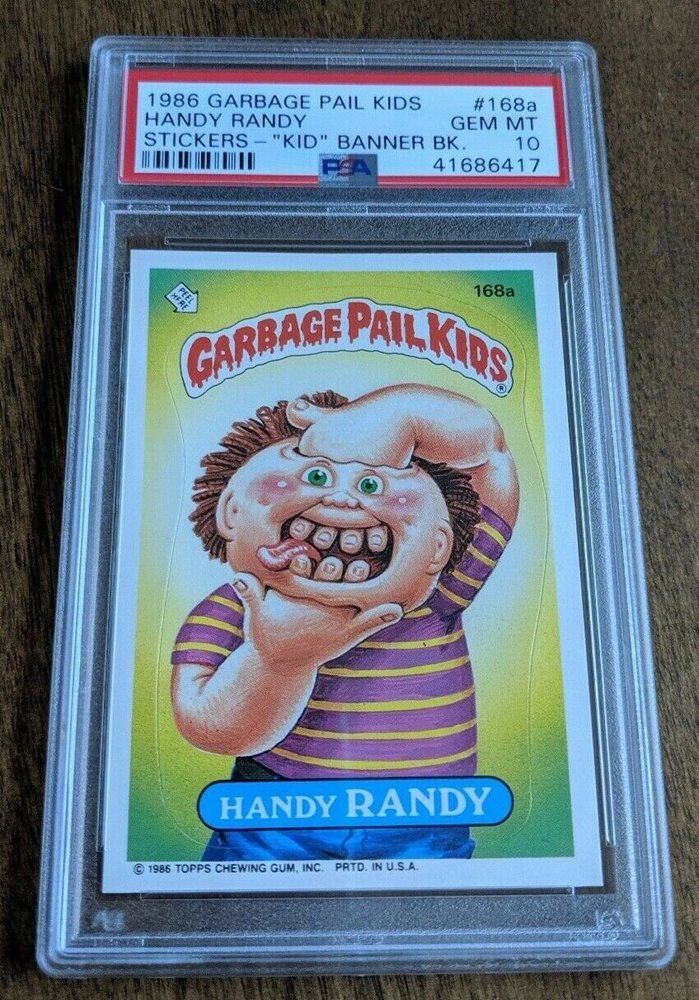 1986 GARBAGE PAIL KIDS #168a
HANDY RANDY GEM MT
STICKERS-"KID" BANNER BK. 10
PSA 41686417
PEEL HERE
168a
GARBAGE PAIL KIDS ®
HANDY RANDY
© 1986 TOPPS CHEWING GUM, INC. PRTD. IN U.S.A.